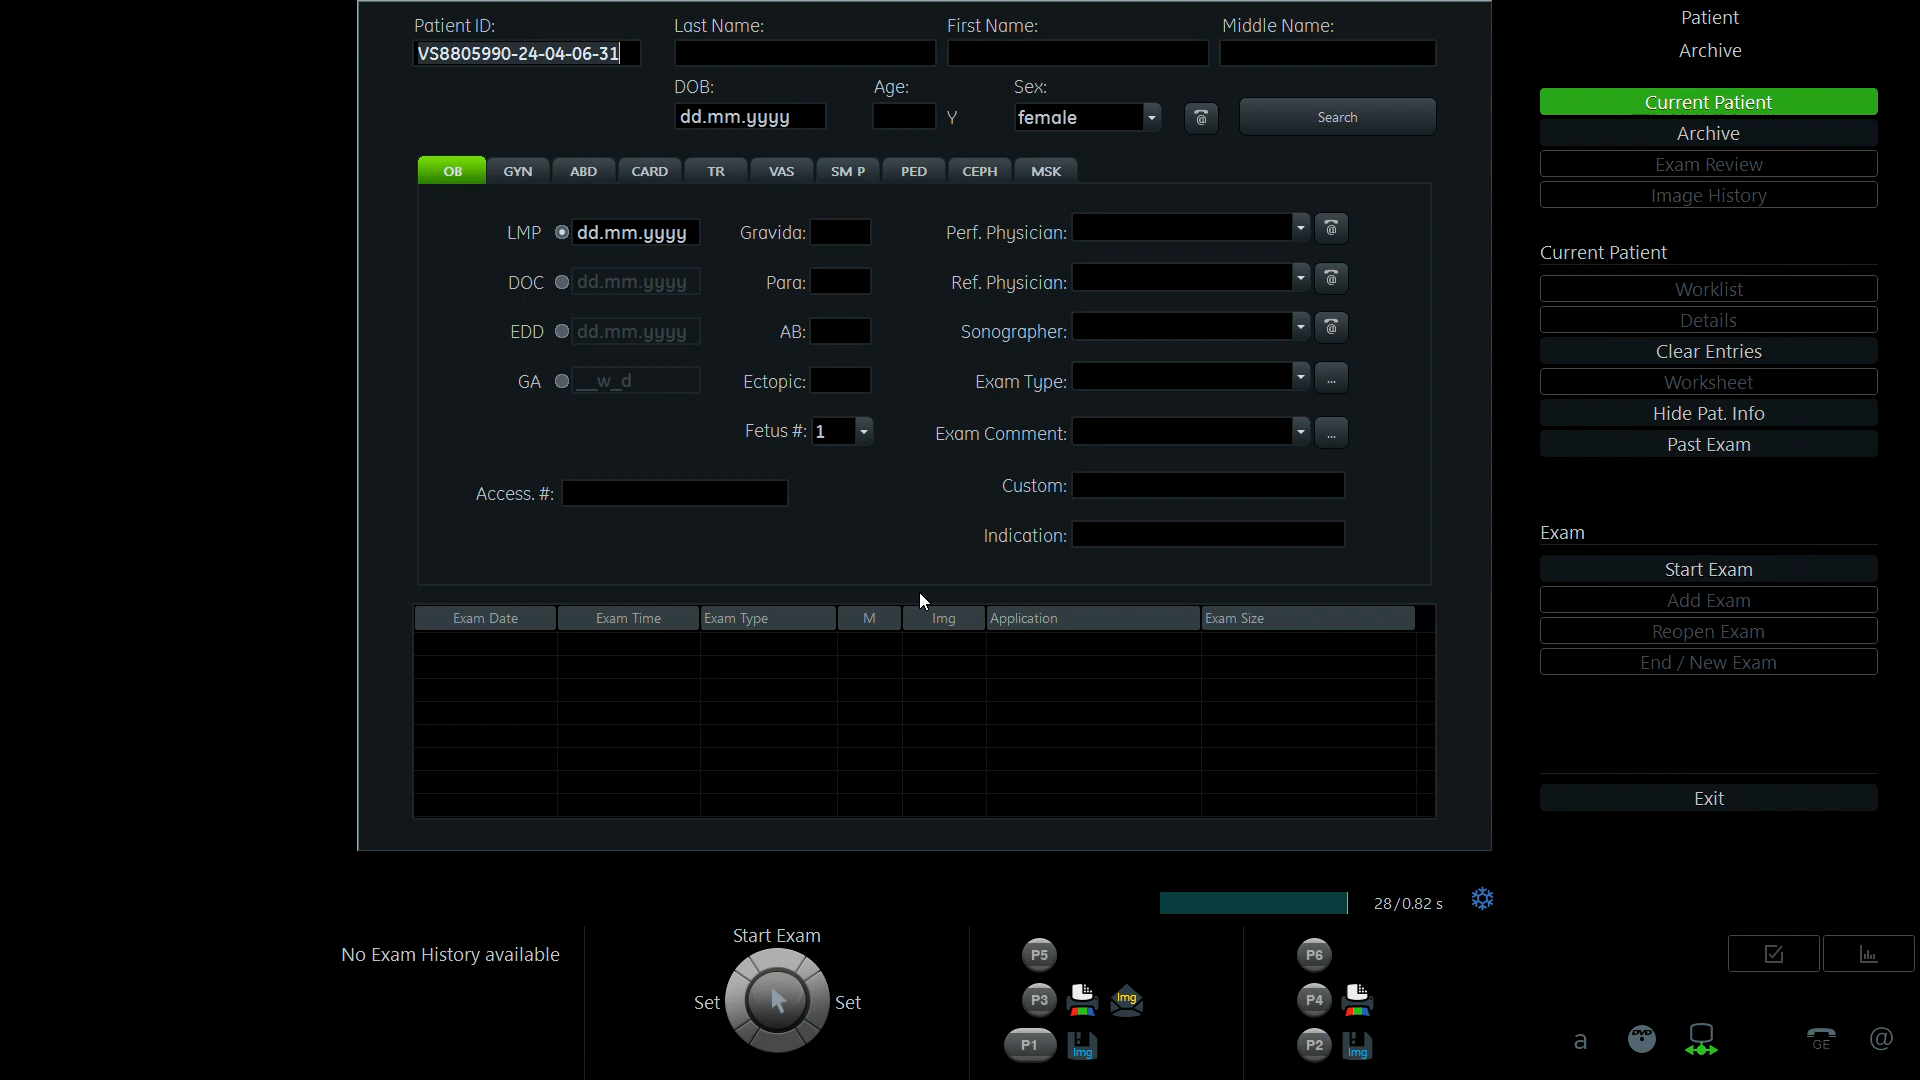 Patient ID:
Last Name:
First Name:
Middle Name:
VS8805990-24-04-06-31
DOB:
Age:
Sex:
dd.mm.yyyy
Y
female
@
Search
OB
GYN
ABD
CARD
TR
VAS
SM P
PED
CEPH
MSK
LMP
dd.mm.yyyy
Gravida:
Perf. Physician:
@
DOC
dd.mm.yyyy
Para:
Ref. Physician:
@
EDD
dd.mm.yyyy
AB:
Sonographer:
@
GA
__w_d
Ectopic:
Exam Type:
...
Fetus #:
1
Exam Comment:
...
Access. #:
Custom:
Indication:
Exam Date
Exam Time
Exam Type
M
Img
Application
Exam Size
Patient
Archive
Current Patient
Archive
Exam Review
Image History
Current Patient
Worklist
Details
Clear Entries
Worksheet
Hide Pat. Info
Past Exam
Exam
Start Exam
Add Exam
Reopen Exam
End / New Exam
Exit
28/0.82 s
No Exam History available
Start Exam
Set
Set
P5
P3
Img
P1
Img
P6
P4
P2
Img
a
DVD
GE
@